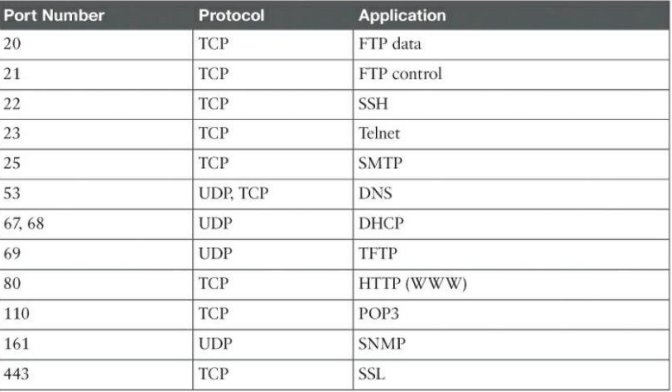 Port Number Protocol Application
20 TCP FTP data
21 TCP FTP control
22 TCP SSH
23 TCP Telnet
25 TCP SMTP
53 UDP, TCP DNS
67, 68 UDP DHCP
69 UDP TFTP
80 TCP HTTP (WWW)
110 TCP POP3
161 UDP SNMP
443 TCP SSL